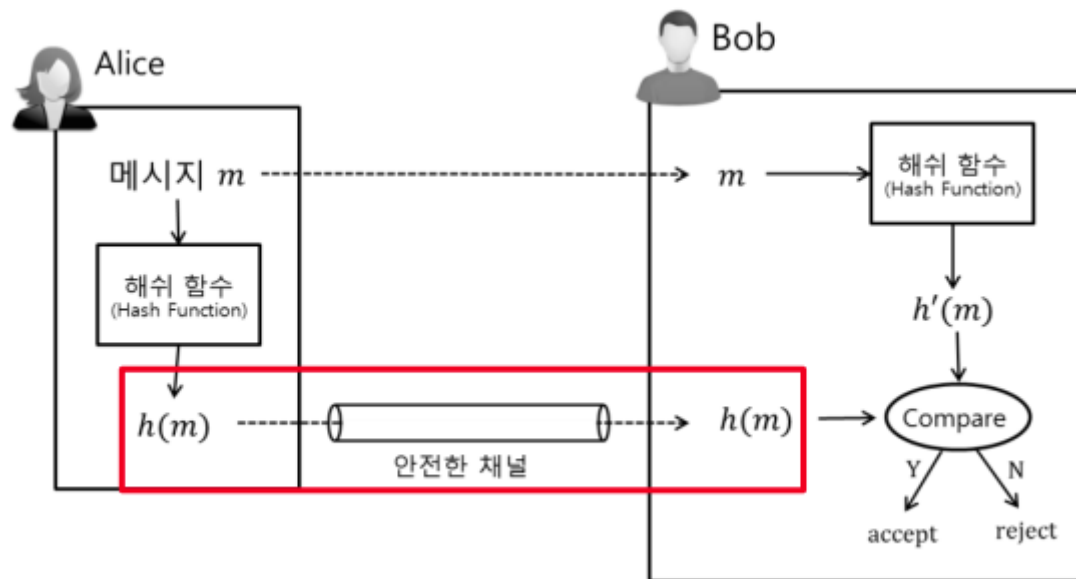 Alice
Bob
메시지 m
m
해쉬 함수
(Hash Function)
해쉬 함수
(Hash Function)
h'(m)
h(m)
안전한 채널
h(m)
Compare
Y
N
accept
reject